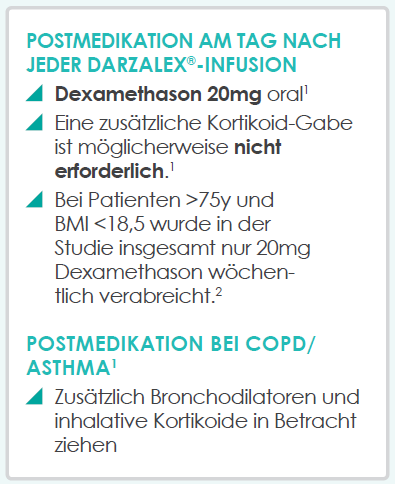 POSTMEDIKATION AM TAG NACH
JEDER DARZALEX®-INFUSION
Dexamethason 20mg oral¹
Eine zusätzliche Kortikoid-Gabe
ist möglicherweise nicht
erforderlich.¹
Bei Patienten >75y und
BMI <18,5 wurde in der
Studie insgesamt nur 20mg
Dexamethason wöchen-
tlich verabreicht.²
POSTMEDIKATION BEI COPD/
ASTHMA¹
Zusätzlich Bronchodilatoren und
inhalative Kortikoide in Betracht
ziehen